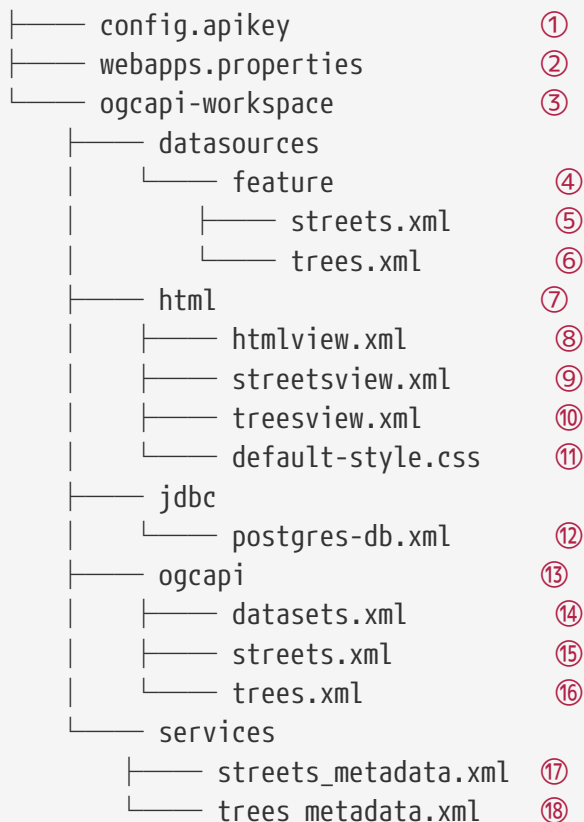 ├──── config.apikey ①
├──── webapps.properties ②
└──── ogcapi-workspace ③
├──── datasources
│ └──── feature ④
│ ├──── streets.xml ⑤
│ └──── trees.xml ⑥
├──── html ⑦
│ ├──── htmlview.xml ⑧
│ ├──── streetsview.xml ⑨
│ ├──── treesview.xml ⑩
│ └──── default-style.css ⑪
├──── jdbc
│ └──── postgres-db.xml ⑫
├──── ogcapi ⑬
│ ├──── datasets.xml ⑭
│ ├──── streets.xml ⑮
│ └──── trees.xml ⑯
└──── services
├──── streets_metadata.xml ⑰
└──── trees_metadata.xml ⑱